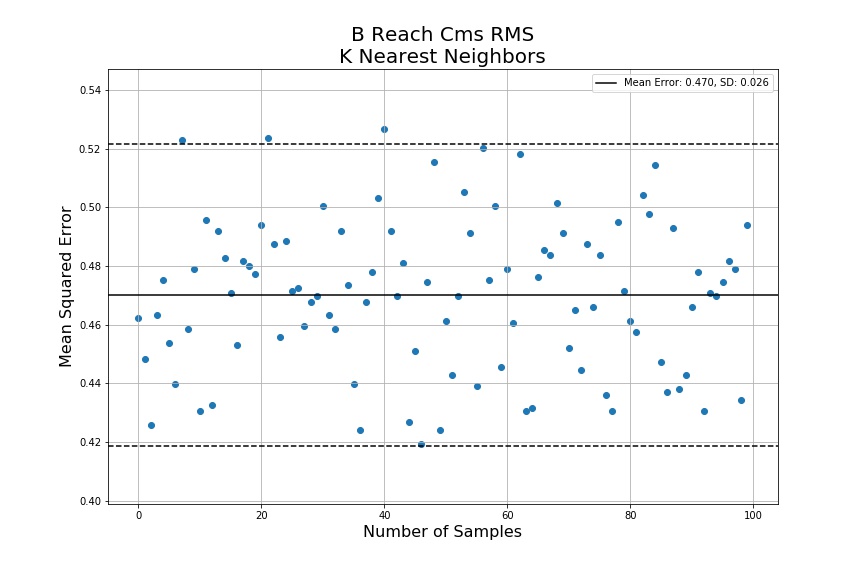 B Reach Cms RMS
K Nearest Neighbors
Mean Error: 0.470, SD: 0.026
Mean Squared Error
0.54
0.52
0.50
0.48
0.46
0.44
0.42
0.40
0 20 40 60 80 100
Number of Samples